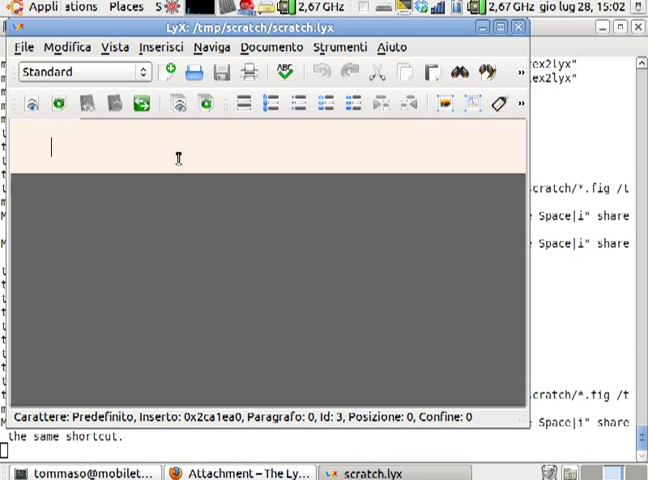 Appli ations Places 2,67 GHz 2,67 GHz gio lug 28, 15:02
LyX: /tmp/scratch/scratch.lyx
File Modifica Vista Inserisci Naviga Documento Strumenti Aiuto
Standard ABC »
ex2lyx"
»
cratch/*.fig /t
e Space|i" share
e Space|i" share
cratch/*.fig /t
Carattere: Predefinito, Inserto: 0x2ca1ea0, Paragrafo: 0, Id: 3, Posizione: 0, Confine: 0
e Space|i" share
the same shortcut.
tommaso@mobilet... Attachment – The Ly... scratch.lyx